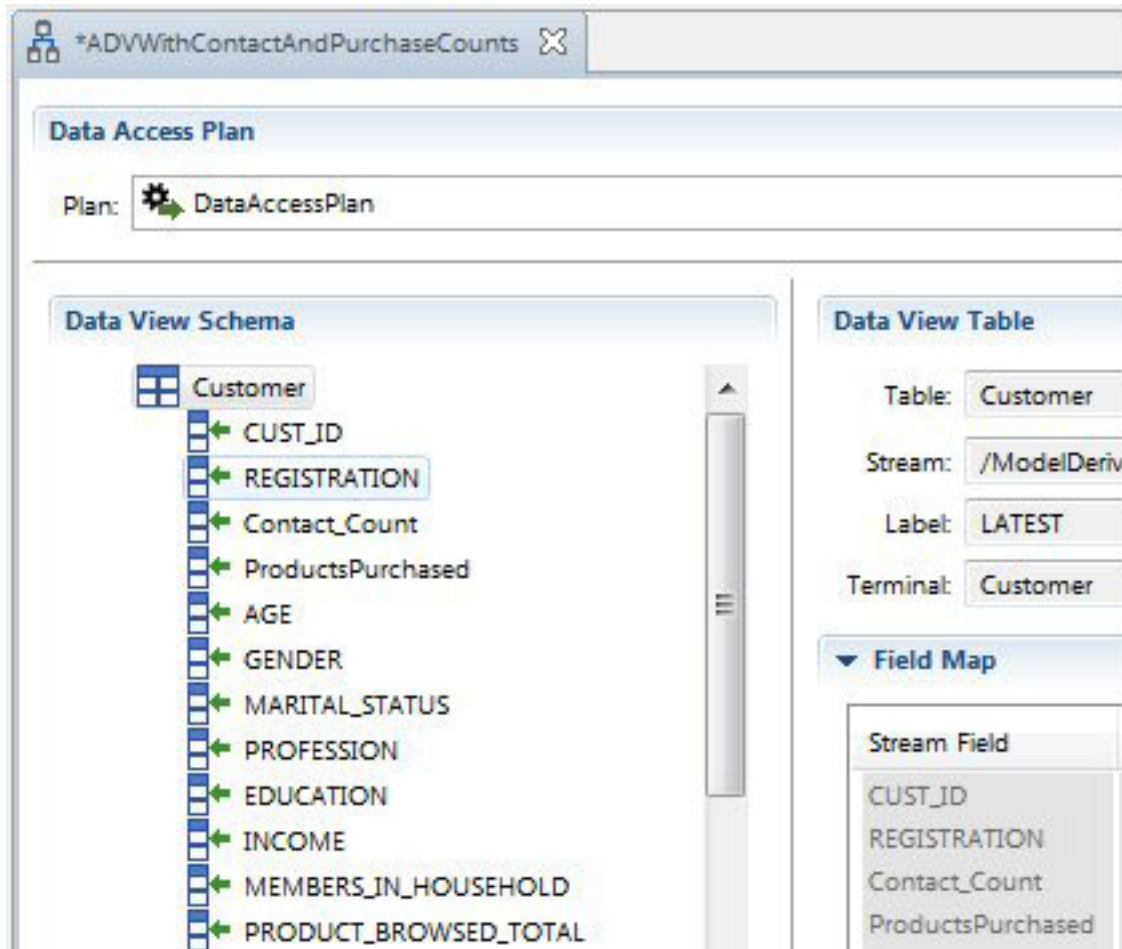 *ADVWithContactAndPurchaseCounts
Data Access Plan
Plan: DataAccessPlan
Data View Schema
Customer
CUST_ID
REGISTRATION
Contact_Count
ProductsPurchased
AGE
GENDER
MARITAL_STATUS
PROFESSION
EDUCATION
INCOME
MEMBERS_IN_HOUSEHOLD
PRODUCT_BROWSED_TOTAL
Data View Table
Table: Customer
Stream: /ModelDeriv
Label: LATEST
Terminal: Customer
Field Map
Stream Field
CUST_ID
REGISTRATION
Contact_Count
ProductsPurchased